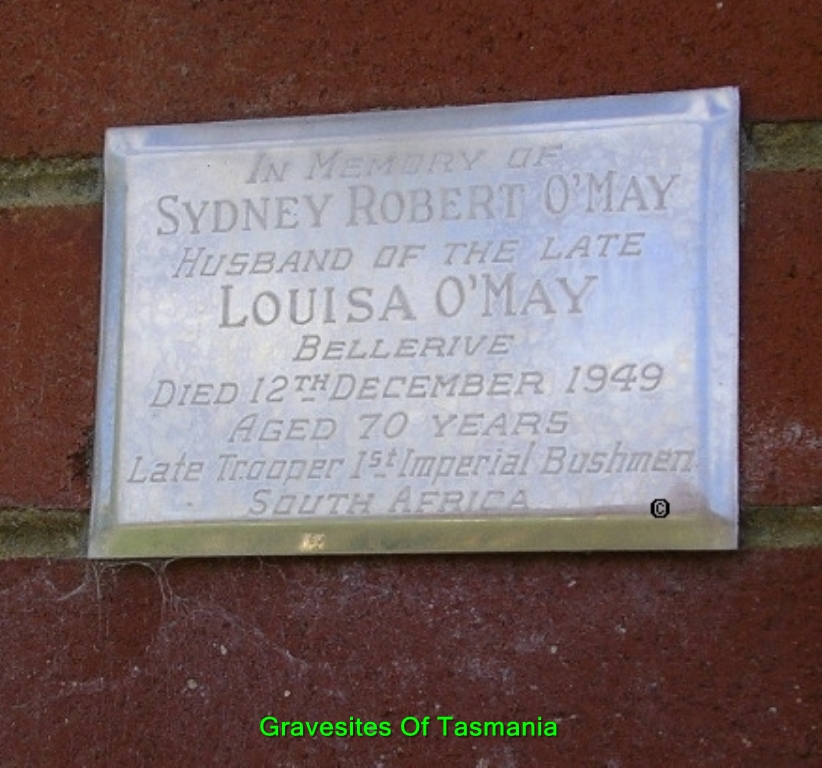 IN MEMORY OF
SYDNEY ROBERT O'MAY
HUSBAND OF THE LATE
LOUISA O'MAY
BELLERIVE
DIED 12TH DECEMBER 1949
AGED 70 YEARS
Late Trooper 1st Imperial Bushmen
SOUTH AFRICA
©
Gravesites Of Tasmania